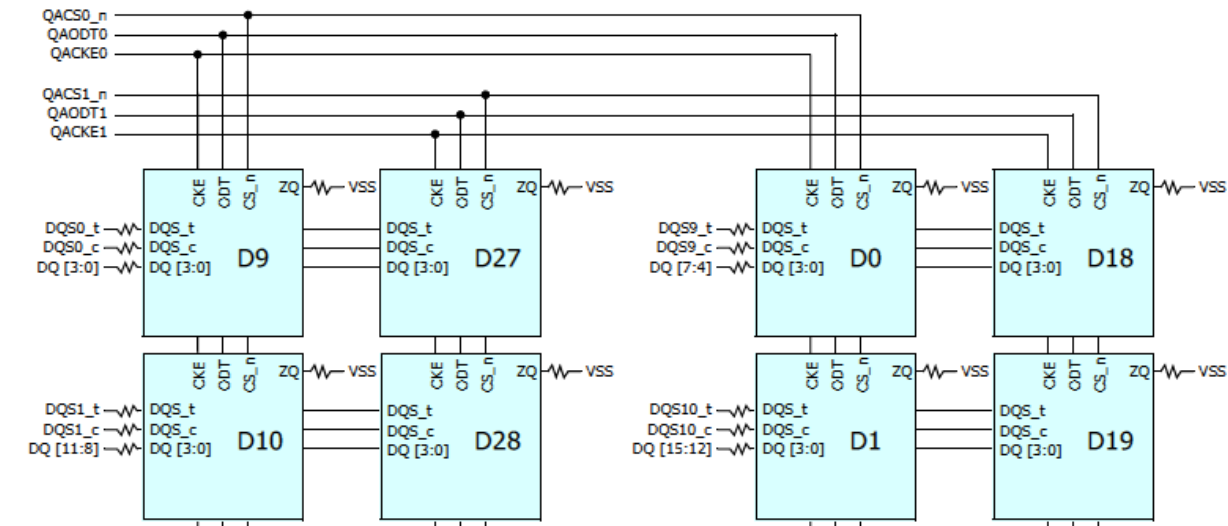 QACS0_n
QAODT0
QACKE0
QACS1_n
QAODT1
QACKE1
CKE ODT CS_n ZQ VSS
CKE ODT CS_n ZQ VSS
CKE ODT CS_n ZQ VSS
CKE ODT CS_n ZQ VSS
DQS0_t DQS_t DQS_t DQS9_t DQS_t DQS_t
DQS0_c DQS_c D9 DQS_c D27 DQS9_c DQS_c D0 DQS_c D18
DQ [3:0] DQ [3:0] DQ [3:0] DQ [7:4] DQ [3:0] DQ [3:0]
CKE ODT CS_n ZQ VSS
CKE ODT CS_n ZQ VSS
CKE ODT CS_n ZQ VSS
CKE ODT CS_n ZQ VSS
DQS1_t DQS_t DQS_t DQS10_t DQS_t DQS_t
DQS1_c DQS_c D10 DQS_c D28 DQS10_c DQS_c D1 DQS_c D19
DQ [11:8] DQ [3:0] DQ [3:0] DQ [15:12] DQ [3:0] DQ [3:0]